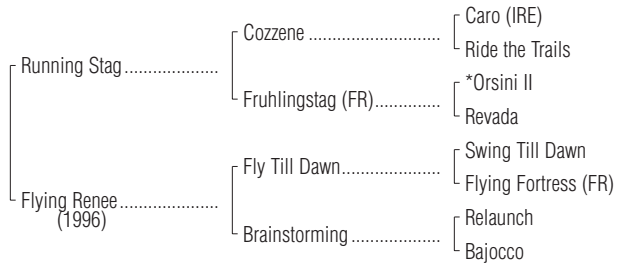 Caro (IRE)
Cozzene ........................
Ride the Trails
Running Stag.................
*Orsini II
Fruhlingstag (FR)............
Revada
Swing Till Dawn
Fly Till Dawn..................
Flying Fortress (FR)
Flying Renee..................
(1996)
Relaunch
Brainstorming ................
Bajocco